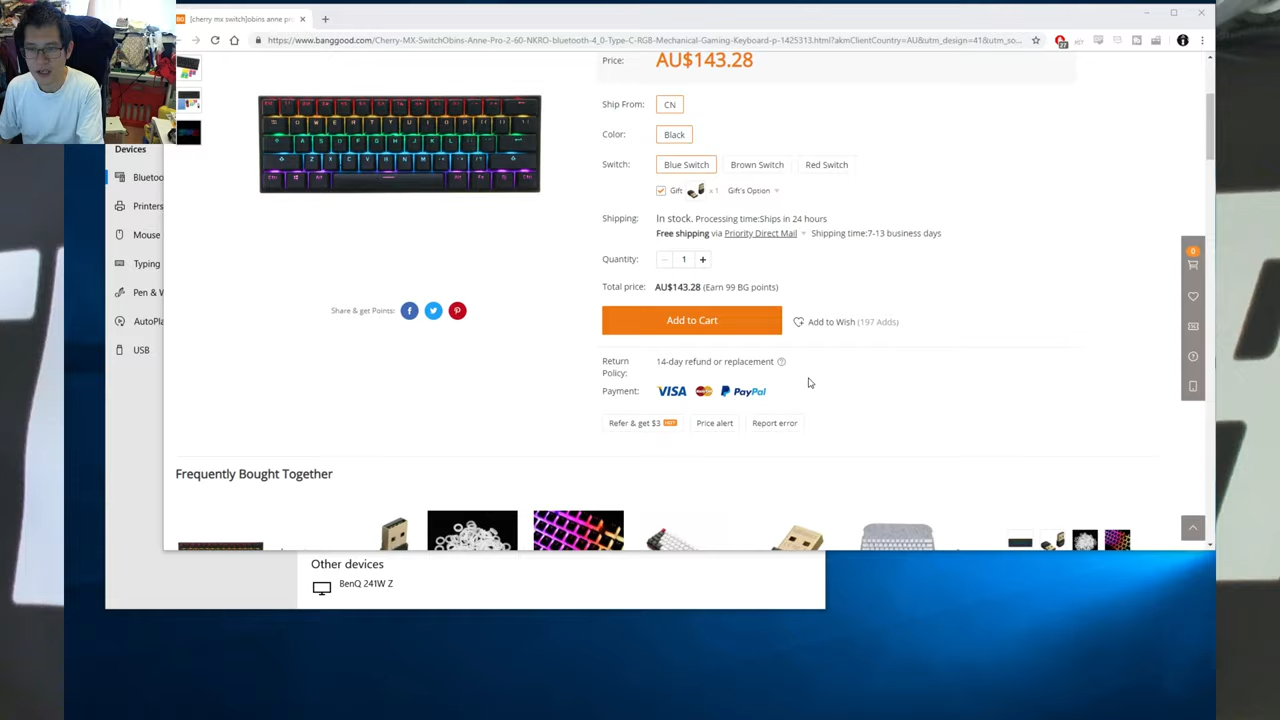 [cherry mx switch]obins anne pro
https://www.banggood.com/Cherry-MX-SwitchObins-Anne-Pro-2-60-NKRO-bluetooth-4_0-Type-C-RGB-Mechanical-Gaming-Keyboard-p-1425313.html?akmClientCountry=AU&utm_design=41&utm_so...
27
Price: AU$143.28
Ship From: CN
Color: Black
Switch: Blue Switch Brown Switch Red Switch
Gift x 1 Gift's Option
Shipping: In stock. Processing time:Ships in 24 hours
Free shipping via Priority Direct Mail Shipping time:7-13 business days
Quantity: 1
Total price: AU$143.28 (Earn 99 BG points)
Share & get Points:
Add to Cart Add to Wish (197 Adds)
Return Policy: 14-day refund or replacement
Payment: VISA PayPal
Refer & get $3 HOT Price alert Report error
0
Frequently Bought Together
Devices
Bluetoo
Printers
Mouse
Typing
Pen & W
AutoPla
USB
Other devices
BenQ 241W Z